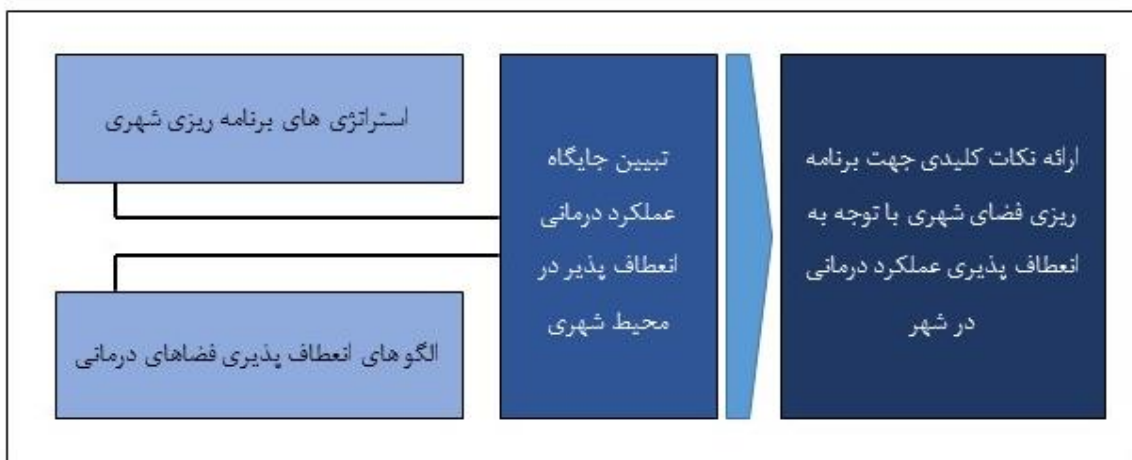 استراتژی های برنامه ریزی شهری
الگو های انعطاف پذیری فضاهای درمانی
تبیین جایگاه
عملکرد درمانی
انعطاف پذیر در
محیط شهری
ارائه نکات کلیدی جهت برنامه
ریزی فضای شهری با توجه به
انعطاف پذیری عملکرد درمانی
در شهر